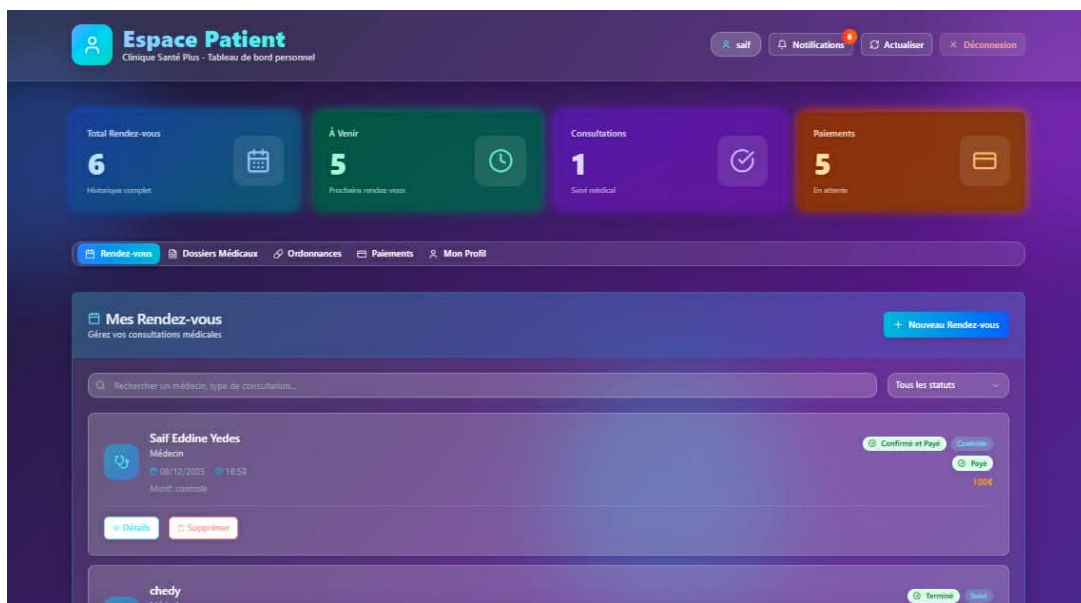 Espace Patient
Clinique Santé Plus - Tableau de bord personnel
saif
Notifications
6
Actualiser
Déconnexion
Total Rendez-vous
6
Historique complet
À Venir
5
Prochains rendez-vous
Consultations
1
Suivi médical
Paiements
5
En attente
Rendez-vous
Dossiers Médicaux
Ordonnances
Paiements
Mon Profil
Mes Rendez-vous
Gérez vos consultations médicales
+ Nouveau Rendez-vous
Rechercher un médecin, type de consultation...
Tous les statuts
Saif Eddine Yedes
Médecin
08/12/2025 18:59
Motif: controle
Confirmé et Payé
Contrôle
Payé
100€
Détails
Supprimer
chedy
Terminé
Suivi